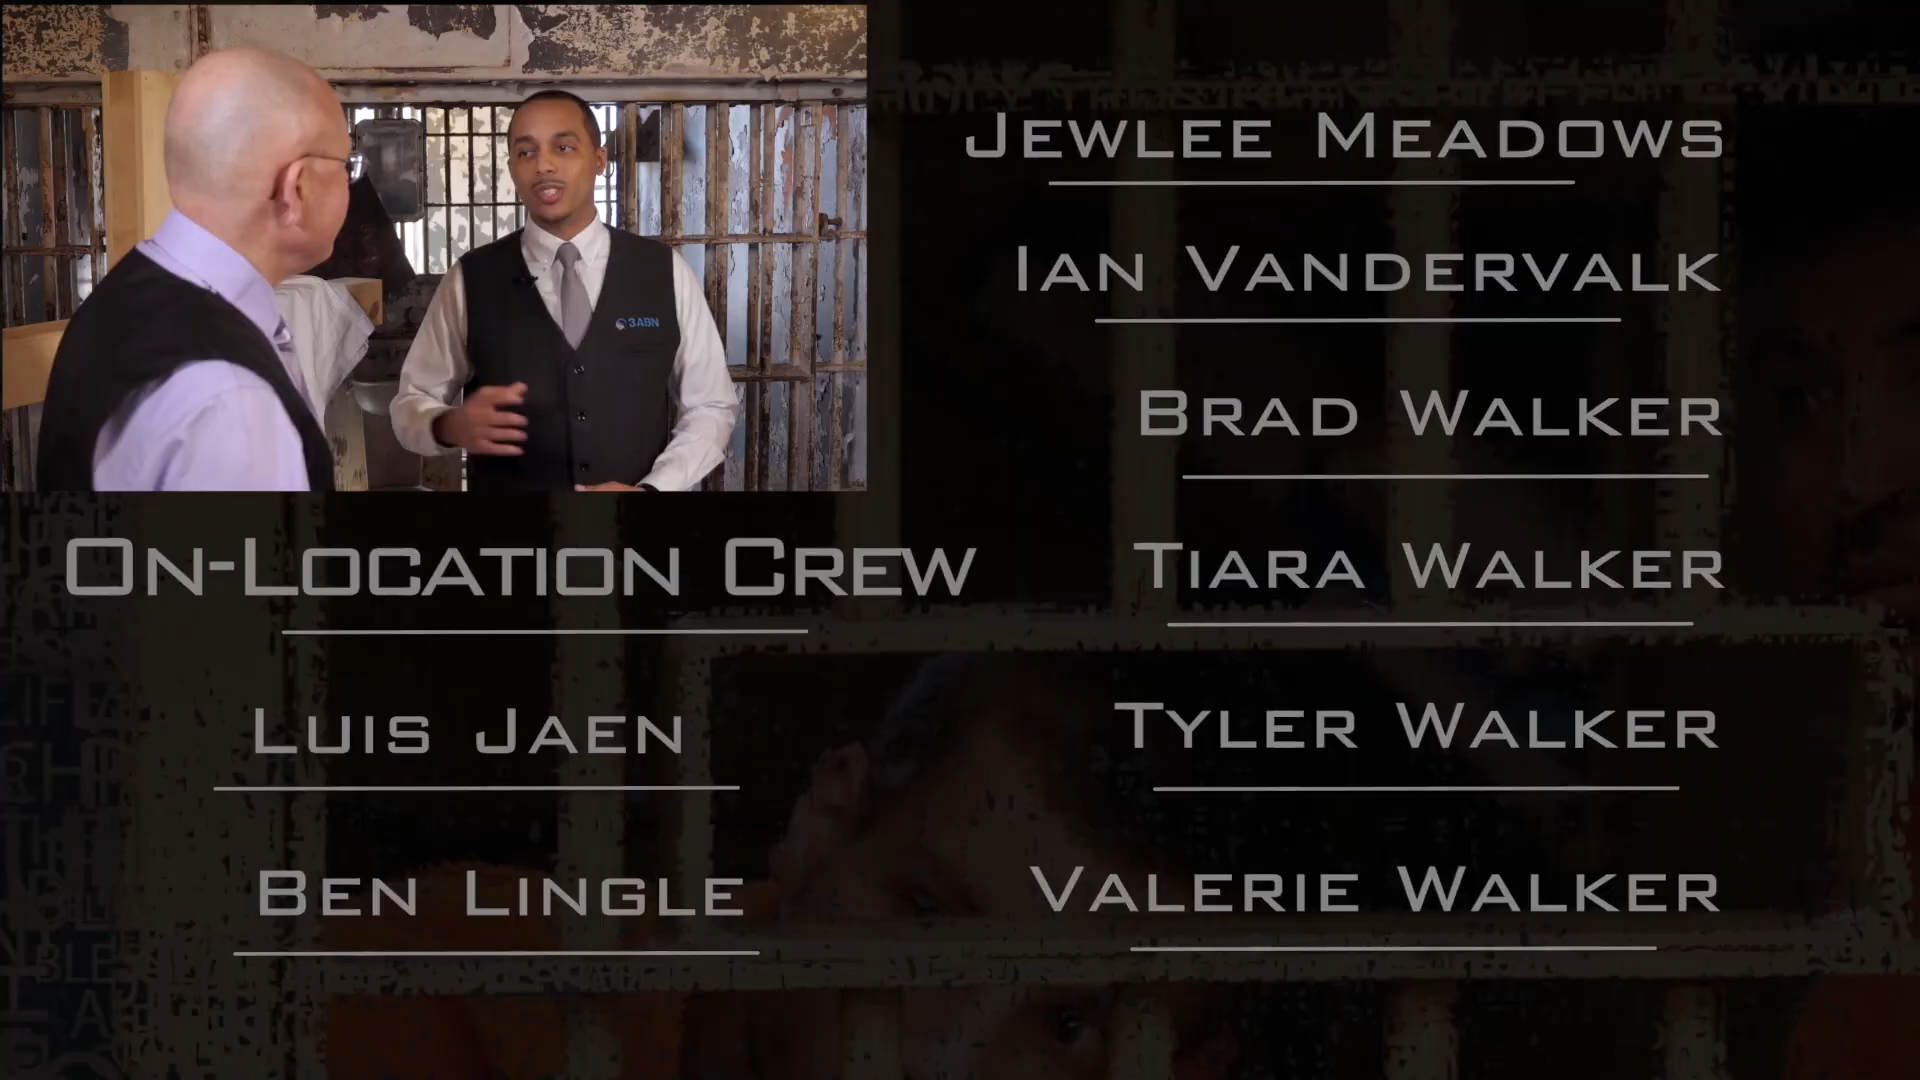 3ABN
On-Location Crew
Luis Jaen
Ben Lingle
Jewlee Meadows
Ian Vandervalk
Brad Walker
Tiara Walker
Tyler Walker
Valerie Walker